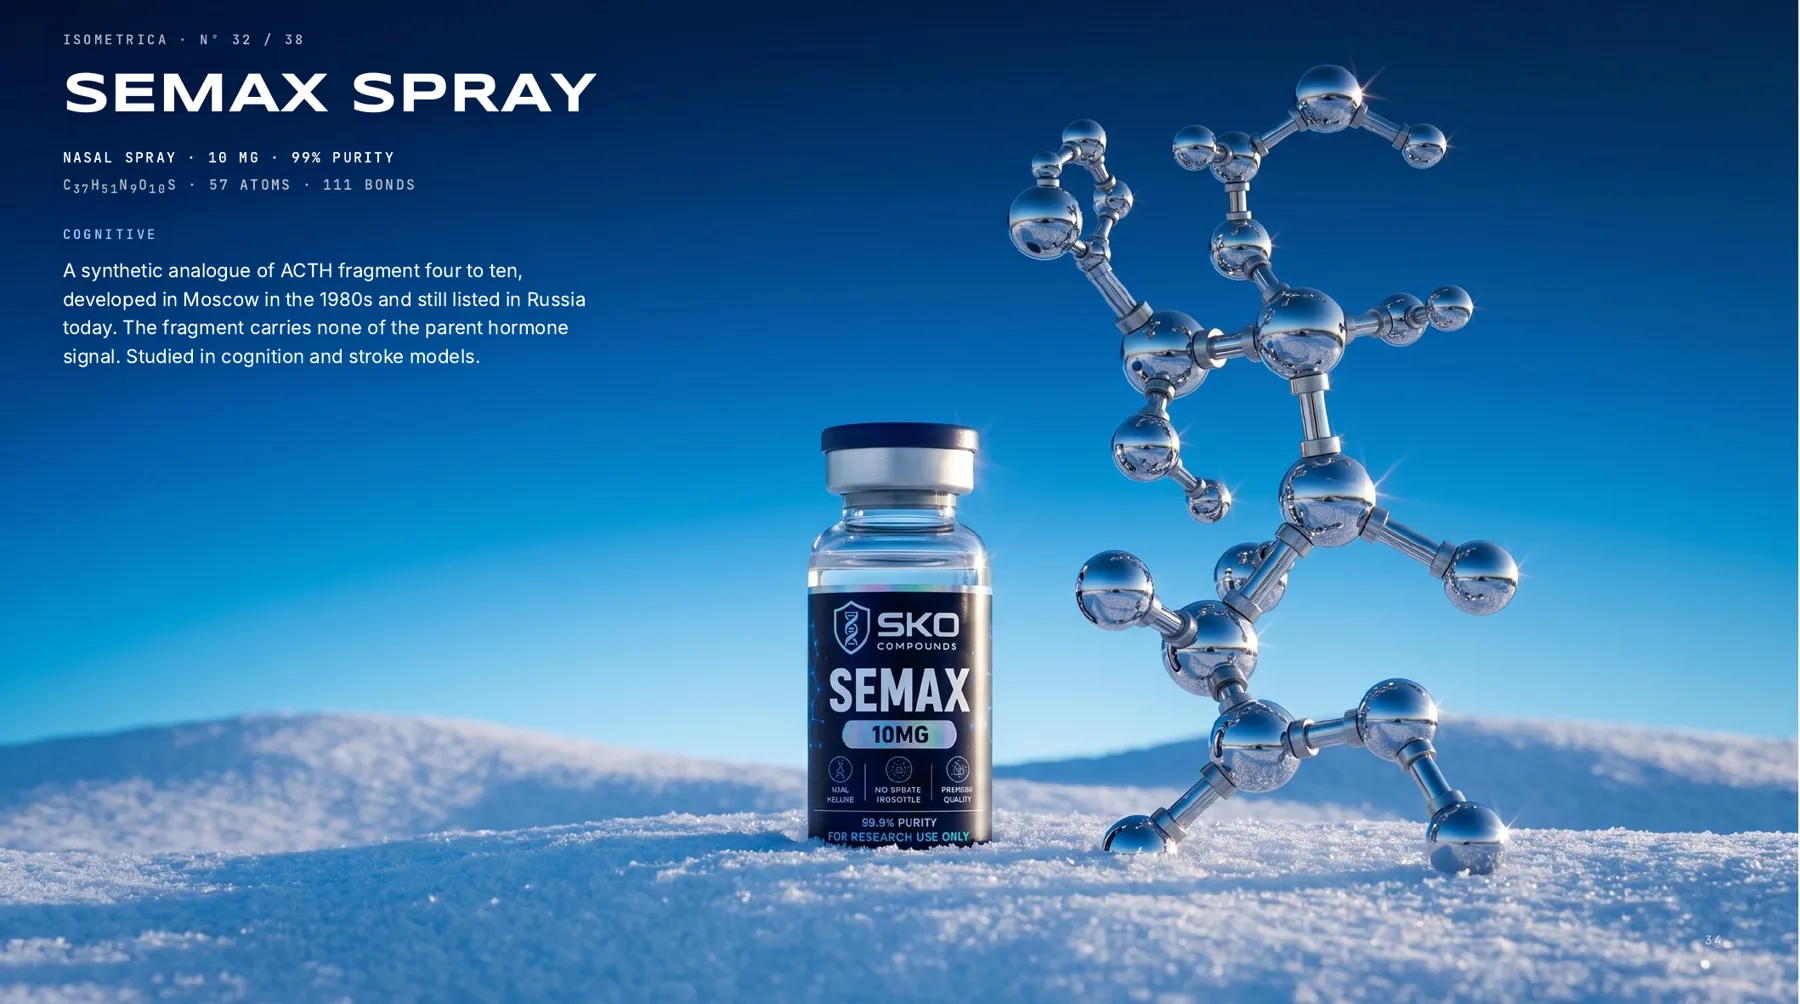 ISOMETRICA · N° 32 / 38
SEMAX SPRAY
NASAL SPRAY · 10 MG · 99% PURITY
C₃₇H₅₁N₉O₁₀S · 57 ATOMS · 111 BONDS
COGNITIVE
A synthetic analogue of ACTH fragment four to ten,
developed in Moscow in the 1980s and still listed in Russia
today. The fragment carries none of the parent hormone
signal. Studied in cognition and stroke models.
SKO
COMPOUNDS
SEMAX
10MG
NO SPBATE
QUALITY
99.9% PURITY
FOR RESEARCH USE ONLY
34